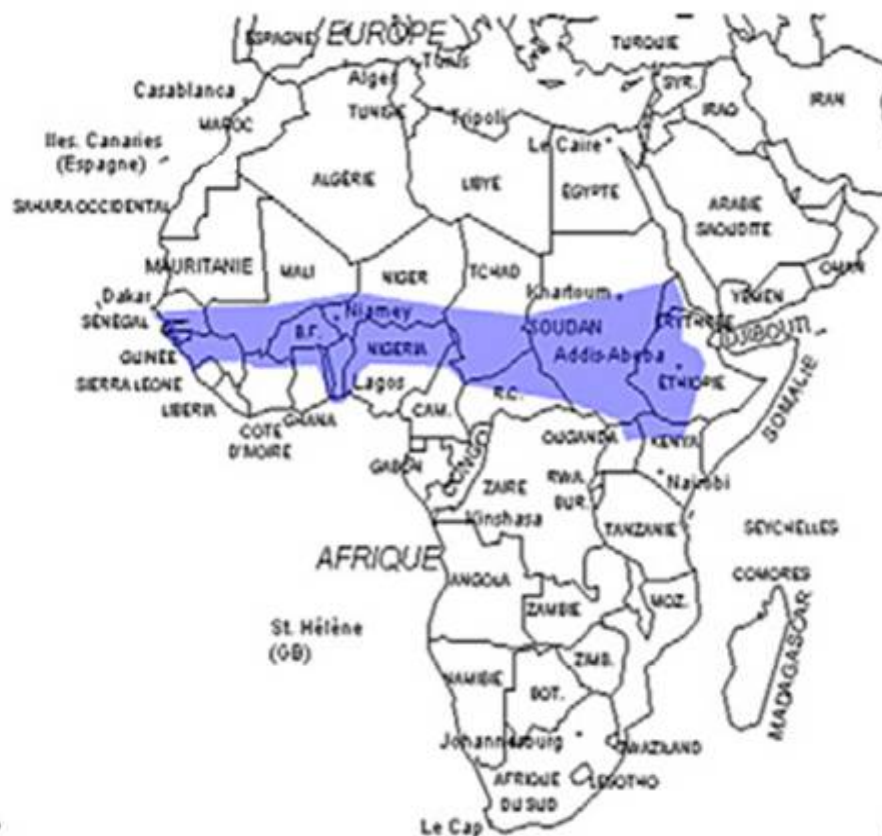 ESPAGNE
EUROPE
TURQUIE
Tunis
Alger
SYR.
Casablanca
IRAQ
IRAN
TUNISIE
Tripoli
MAROC
Le Caire
Iles. Canaries
(Espagne)
ALGÉRIE
LIBYE
ÉGYPTE
ARABIE
SAOUDITE
SAHARA OCCIDENTAL
MAURITANIE
MALI
NIGER
TCHAD
OMAN
YEMEN
Dakar
Khartoum
Niamey
SÉNÉGAL
B.F.
SOUDAN
ERYTHREE
DJIBOUTI
NIGERIA
Addis-Abeba
GUINÉE
ÉTHIOPIE
SIERRA LEONE
Lagos
R.C.
SOMALIE
LIBERIA
GHANA
CAM.
COTE
D'IVOIRE
OUGANDA
KENYA
GABON
CONGO
ZAIRE
RWA.
BUR.
Nairobi
Kinshasa
TANZANIE
SEYCHELLES
AFRIQUE
ANGOLA
COMORES
ZAMBIE
MOZ.
St. Hélène
(GB)
MADAGASCAR
ZIMB.
NAMIBIE
BOT.
Johannesburg
SWAZILAND
AFRIQUE
DU SUD
LESOTHO
Le Cap